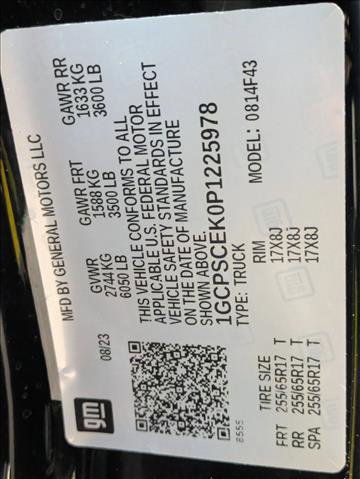 gm
MFD BY GENERAL MOTORS LLC
08/23
GVWR
2744 KG
6050 LB
GAWR FRT
1588 KG
3500 LB
GAWR RR
1633 KG
3600 LB
THIS VEHICLE CONFORMS TO ALL
APPLICABLE U.S. FEDERAL MOTOR
VEHICLE SAFETY STANDARDS IN EFFECT
ON THE DATE OF MANUFACTURE
SHOWN ABOVE.
1GCPSCEK0P1225978
TYPE: TRUCK
MODEL: 0814F43
8555
TIRE SIZE
RIM
FRT 255/65R17 T 17X8J
RR 255/65R17 T 17X8J
SPA 255/65R17 T 17X8J